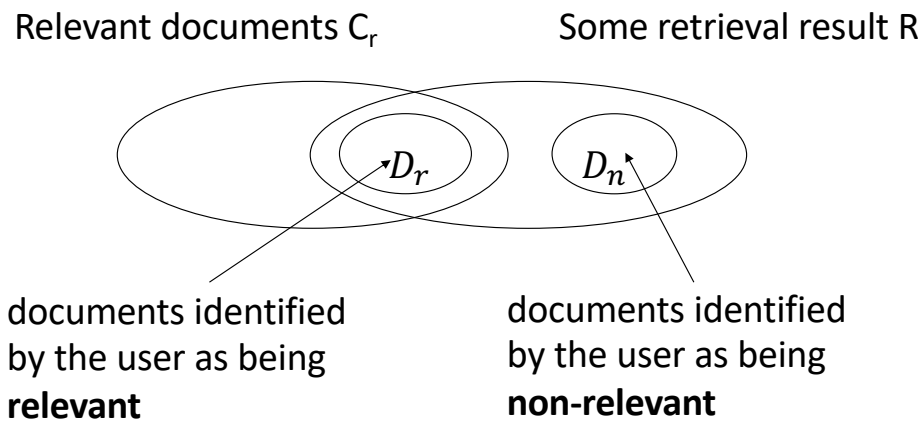 Relevant documents Cᵣ
Some retrieval result R
Dᵣ
Dₙ
documents identified
by the user as being
relevant
documents identified
by the user as being
non-relevant